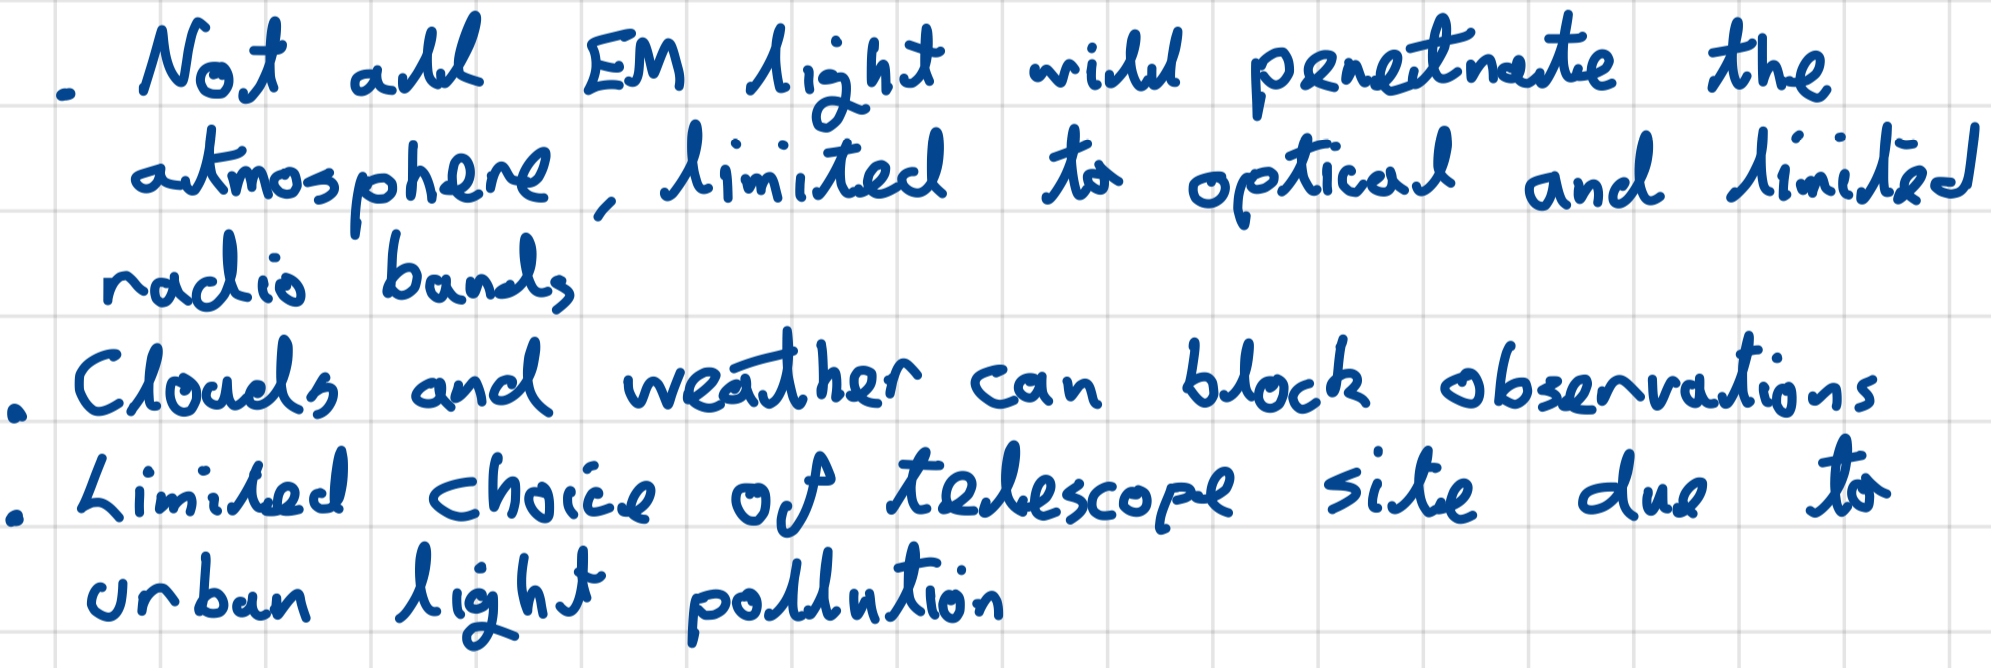 . Not all EM light will penetrate the
atmosphere, limited to optical and limited
radio bands
. Clouds and weather can block observations
. Limited choice of telescope site due to
urban light pollution